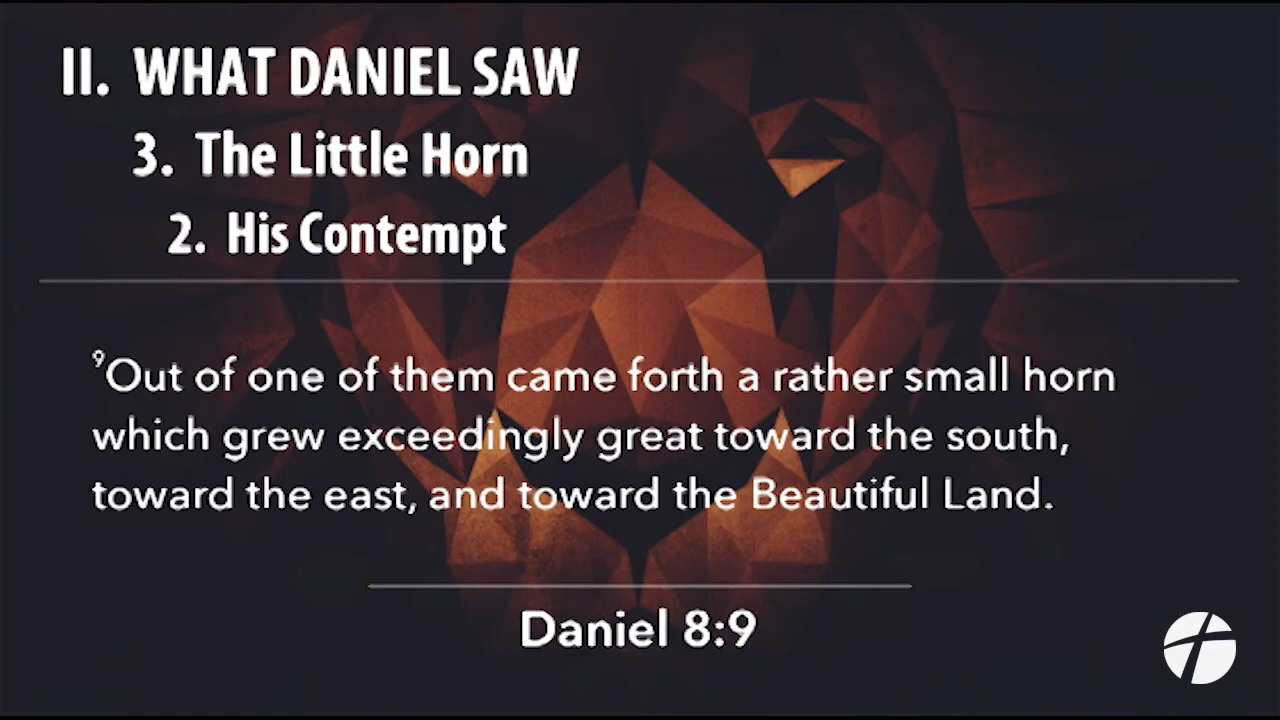 II. WHAT DANIEL SAW
3. The Little Horn
2. His Contempt
⁹Out of one of them came forth a rather small horn
which grew exceedingly great toward the south,
toward the east, and toward the Beautiful Land.
Daniel 8:9